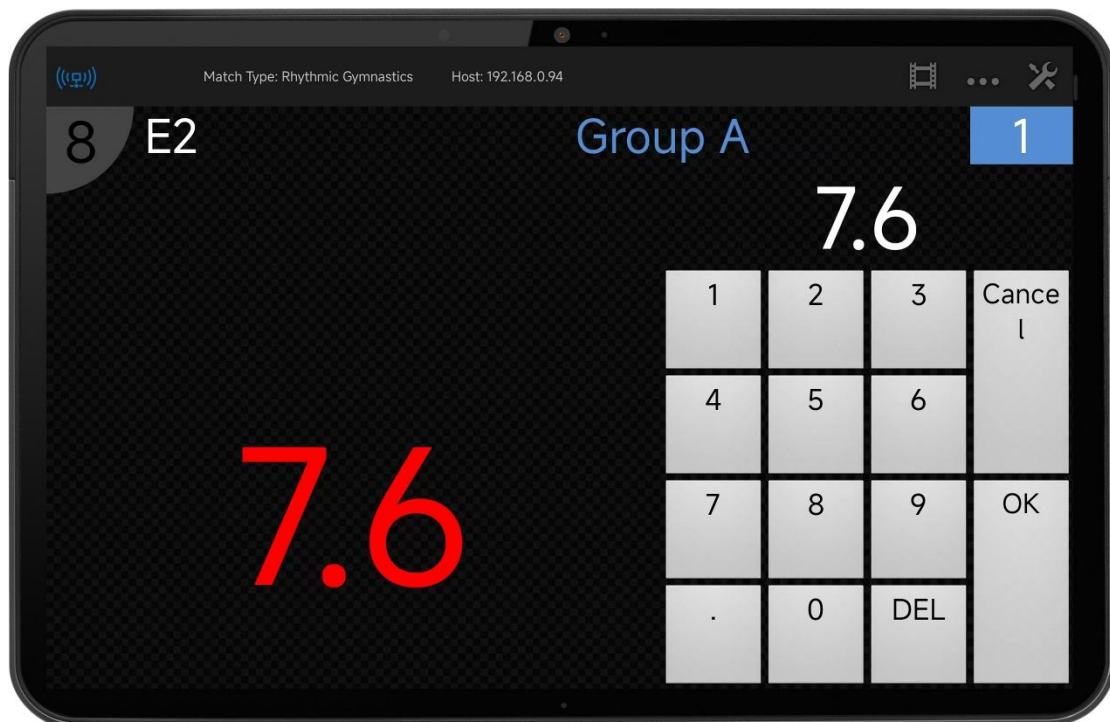 Match Type: Rhythmic Gymnastics Host: 192.168.0.94
8 E2 Group A 1
7.6
1 2 3 Cance
l
4 5 6
7.6
7 8 9 OK
. 0 DEL